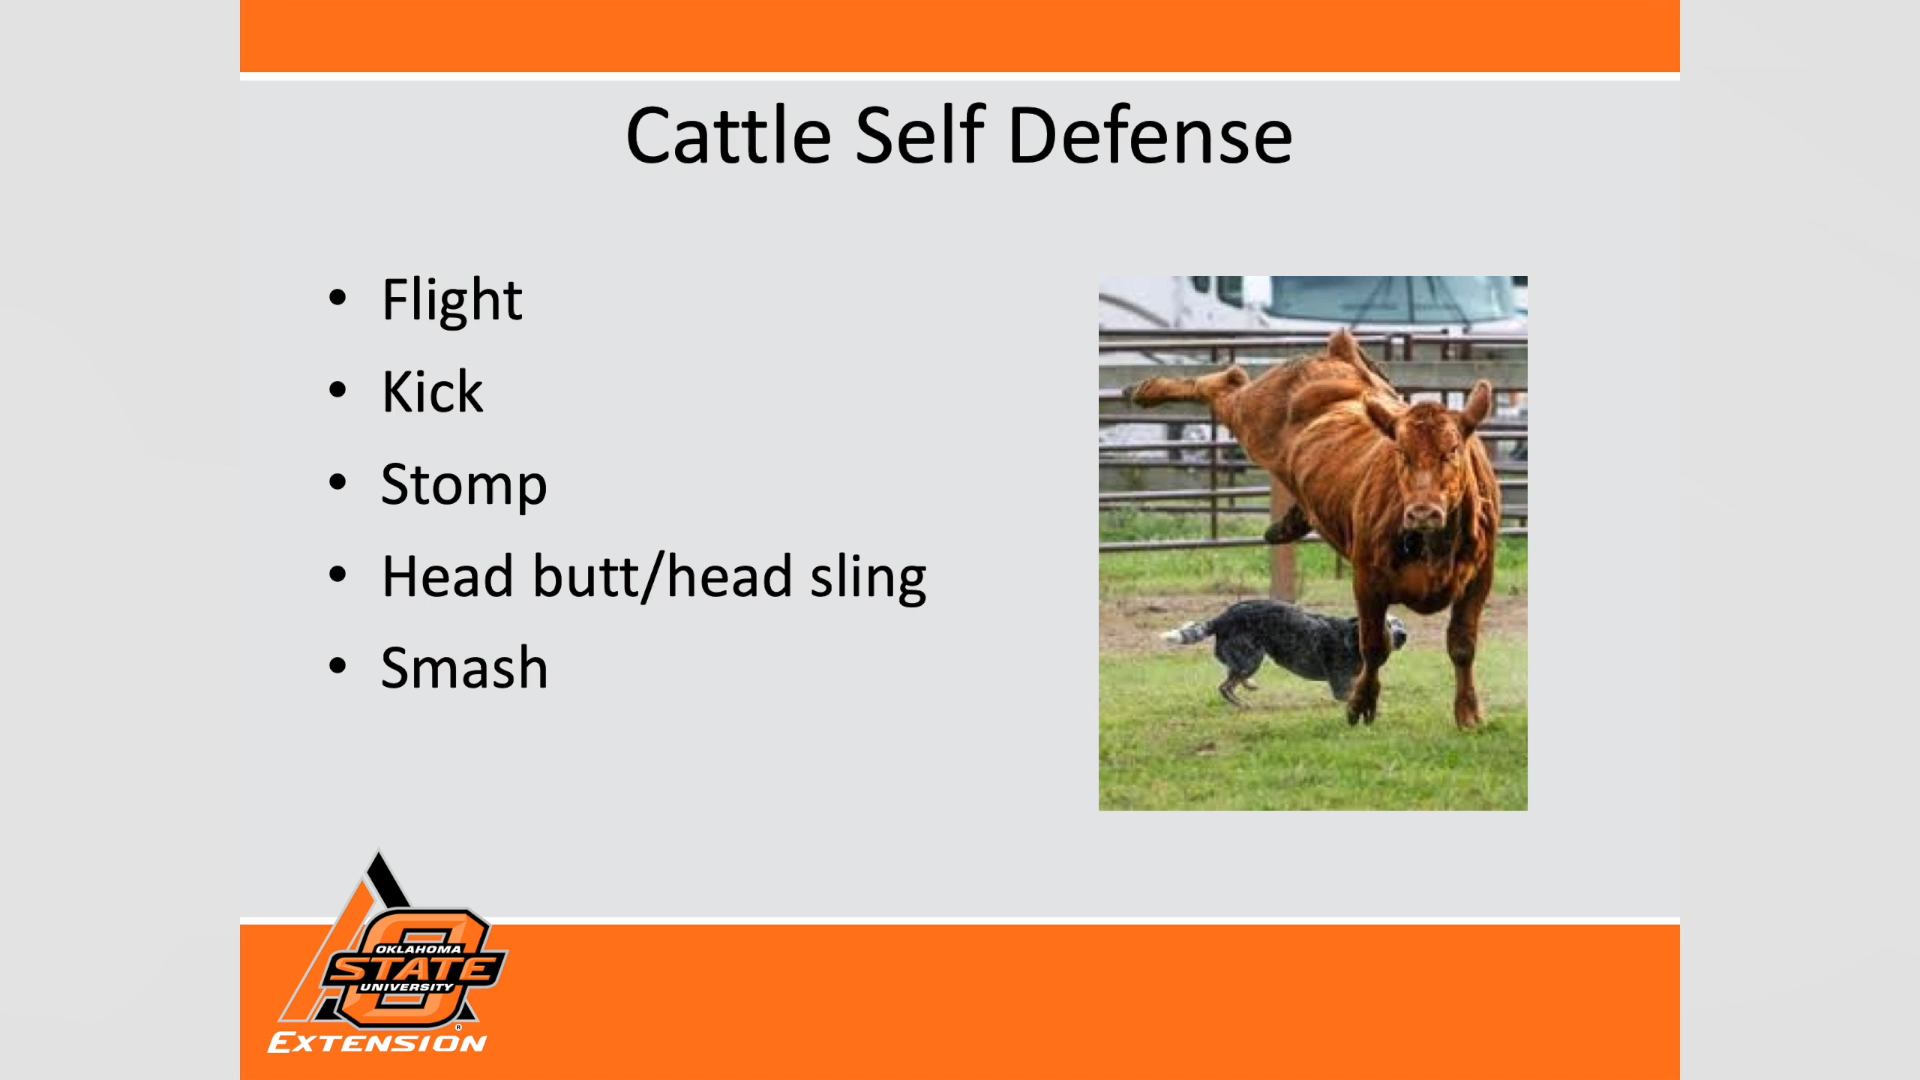 Cattle Self Defense
• Flight
• Kick
• Stomp
• Head butt/head sling
• Smash
OKLAHOMA
STATE
UNIVERSITY
®
EXTENSION